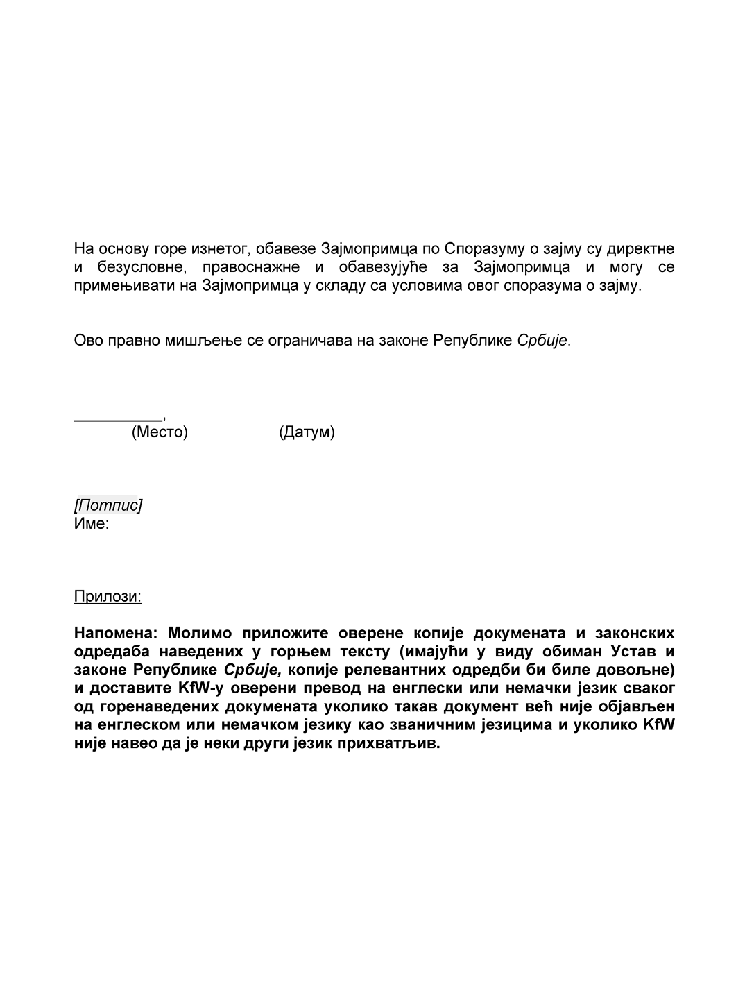 На основу горе изнетог, обавезе Зајмопримца по Споразуму о зајму су директне
и безусловне, правоснажне и обавезујуће за Зајмопримца и могу се
примењивати на Зајмопримца у складу са условима овог споразума о зајму.
Ово правно мишљење се ограничава на законе Републике Србије.
__________,
(Место) (Датум)
[Потпис]
Име:
Прилози:
Напомена: Молимо приложите оверене копије докумената и законских
одредаба наведених у горњем тексту (имајући у виду обиман Устав и
законе Републике Србије, копије релевантних одредби би биле довољне)
и доставите KfW-у оверени превод на енглески или немачки језик сваког
од горенаведених докумената уколико такав документ већ није објављен
на енглеском или немачком језику као званичним језицима и уколико KfW
није навео да је неки други језик прихватљив.